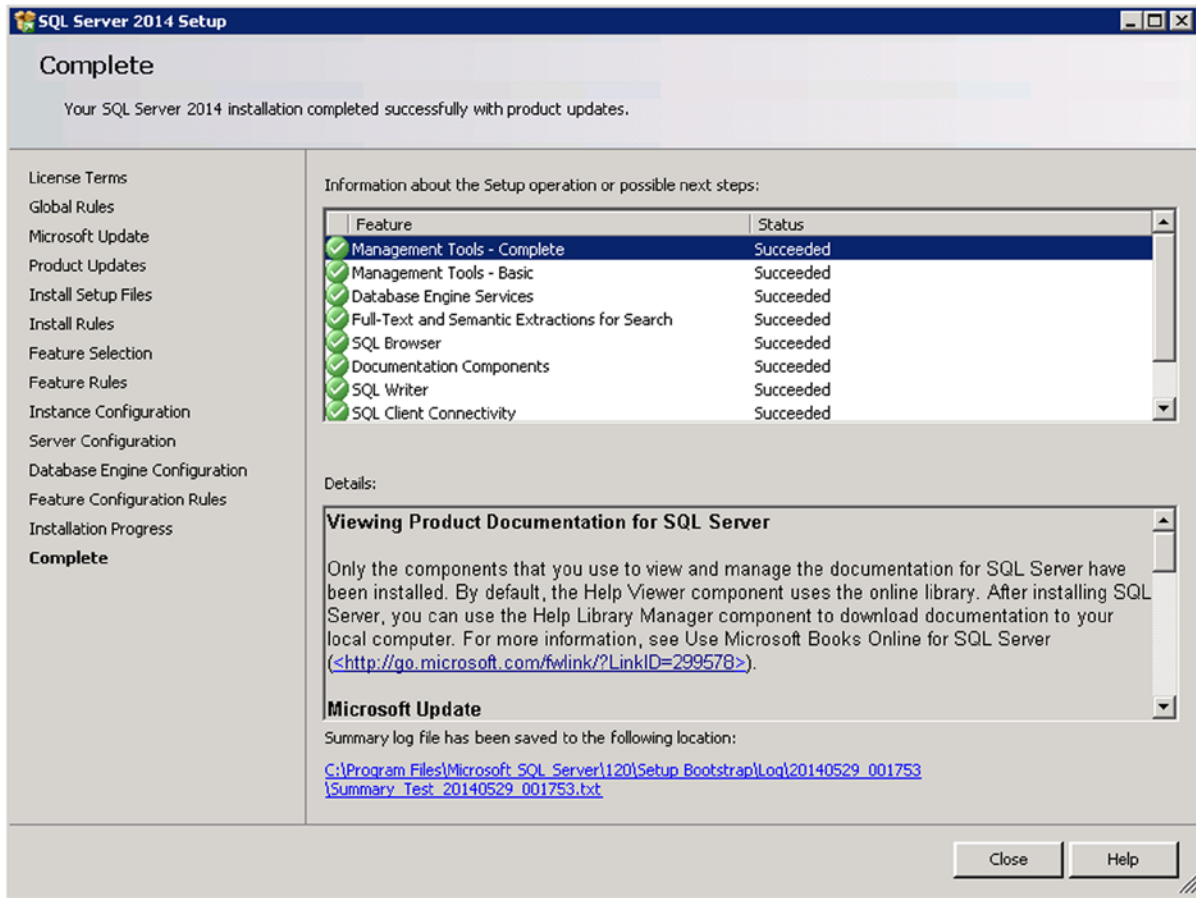 SQL Server 2014 Setup
Complete
Your SQL Server 2014 installation completed successfully with product updates.
License Terms
Global Rules
Microsoft Update
Product Updates
Install Setup Files
Install Rules
Feature Selection
Feature Rules
Instance Configuration
Server Configuration
Database Engine Configuration
Feature Configuration Rules
Installation Progress
Complete
Information about the Setup operation or possible next steps:
Feature Status
Management Tools - Complete Succeeded
Management Tools - Basic Succeeded
Database Engine Services Succeeded
Full-Text and Semantic Extractions for Search Succeeded
SQL Browser Succeeded
Documentation Components Succeeded
SQL Writer Succeeded
SQL Client Connectivity Succeeded
Details:
Viewing Product Documentation for SQL Server
Only the components that you use to view and manage the documentation for SQL Server have
been installed. By default, the Help Viewer component uses the online library. After installing SQL
Server, you can use the Help Library Manager component to download documentation to your
local computer. For more information, see Use Microsoft Books Online for SQL Server
(<http://go.microsoft.com/fwlink/?LinkID=299578>).
Microsoft Update
Summary log file has been saved to the following location:
C:\Program Files\Microsoft SQL Server\120\Setup Bootstrap\Log\20140529_001753
\Summary_Test_20140529_001753.txt
Close Help